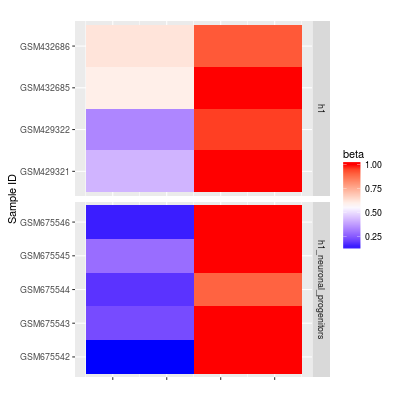 GSM432686
GSM432685
GSM429322
GSM429321
h1
GSM675546
GSM675545
GSM675544
GSM675543
GSM675542
h1_neuronal_progenitors
Sample ID
beta
1.00
0.75
0.50
0.25